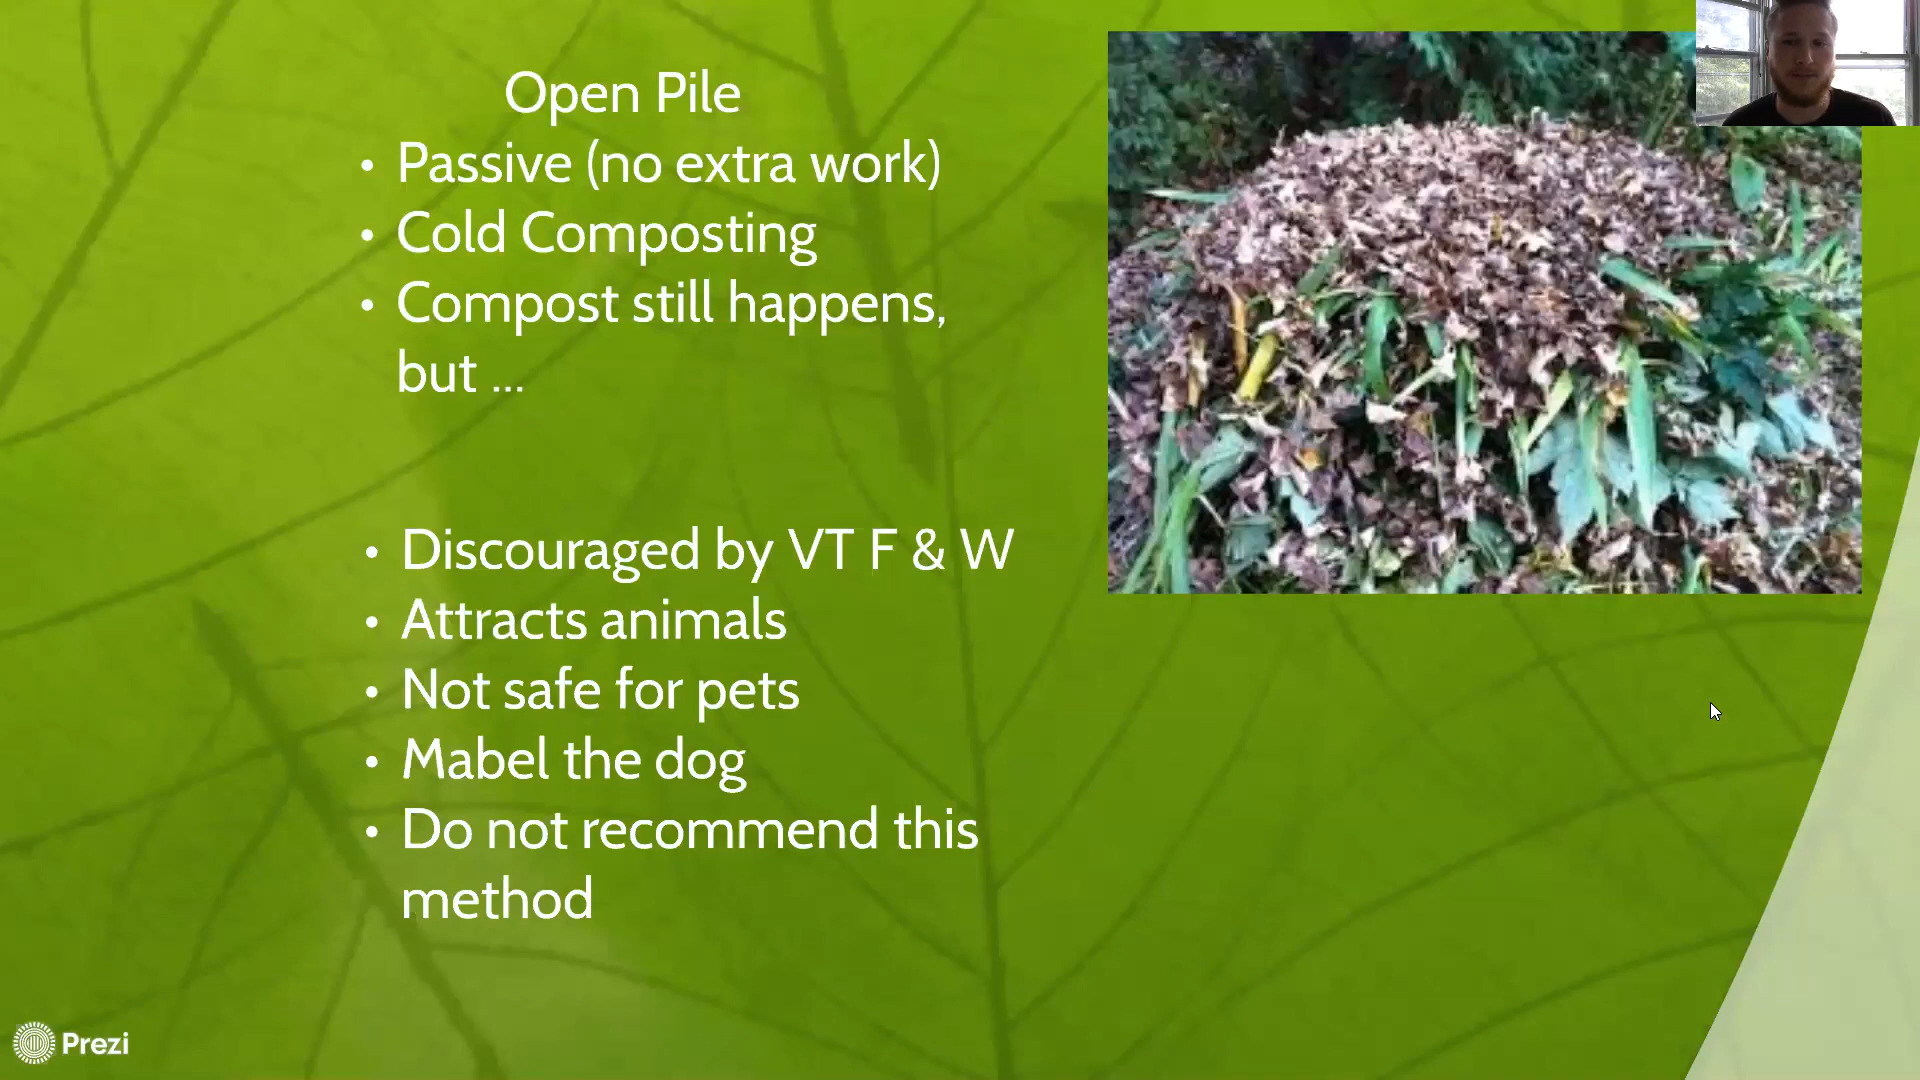 Open Pile
• Passive (no extra work)
• Cold Composting
• Compost still happens,
but ...
• Discouraged by VT F & W
• Attracts animals
• Not safe for pets
• Mabel the dog
• Do not recommend this
method
Prezi